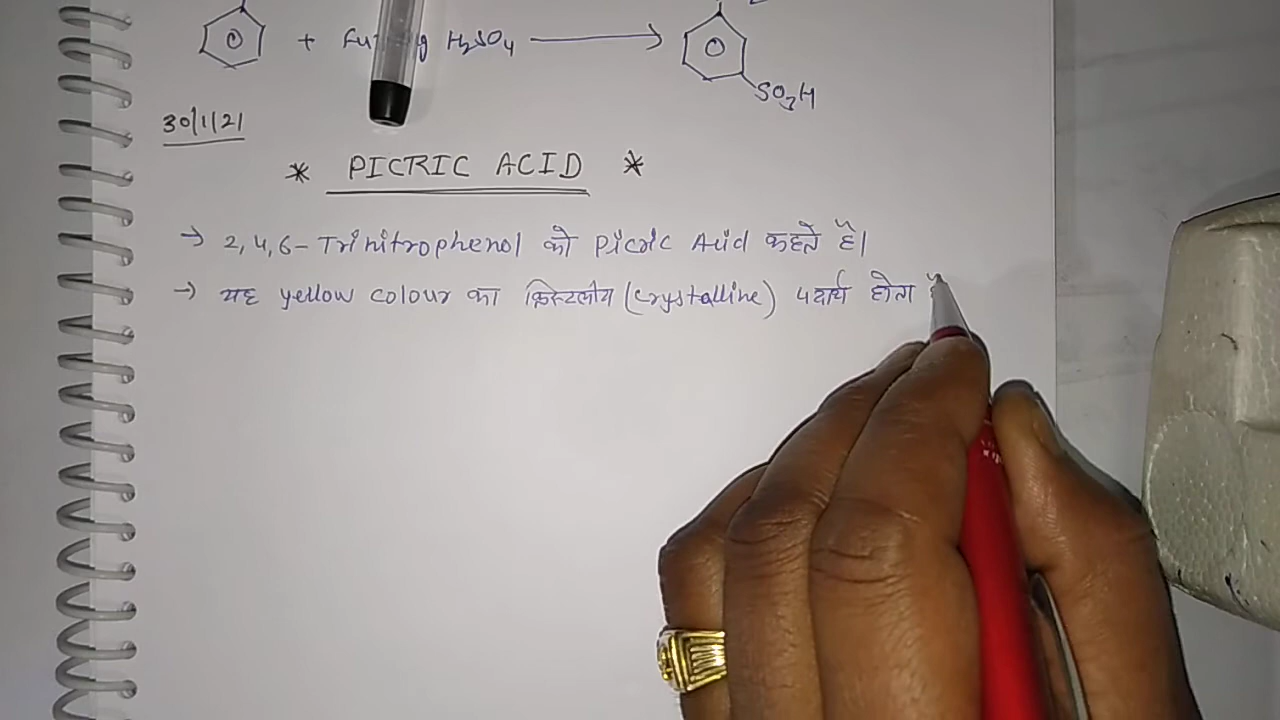 + Fu g H₂SO₄ ⟶ SO₃H
30/1/21
* PICRIC ACID *
→ 2,4,6- Trinitrophenol को Picric Acid कहते हैं।
→ यह yellow colour का क्रिस्टलीय (Crystalline) पदार्थ होता